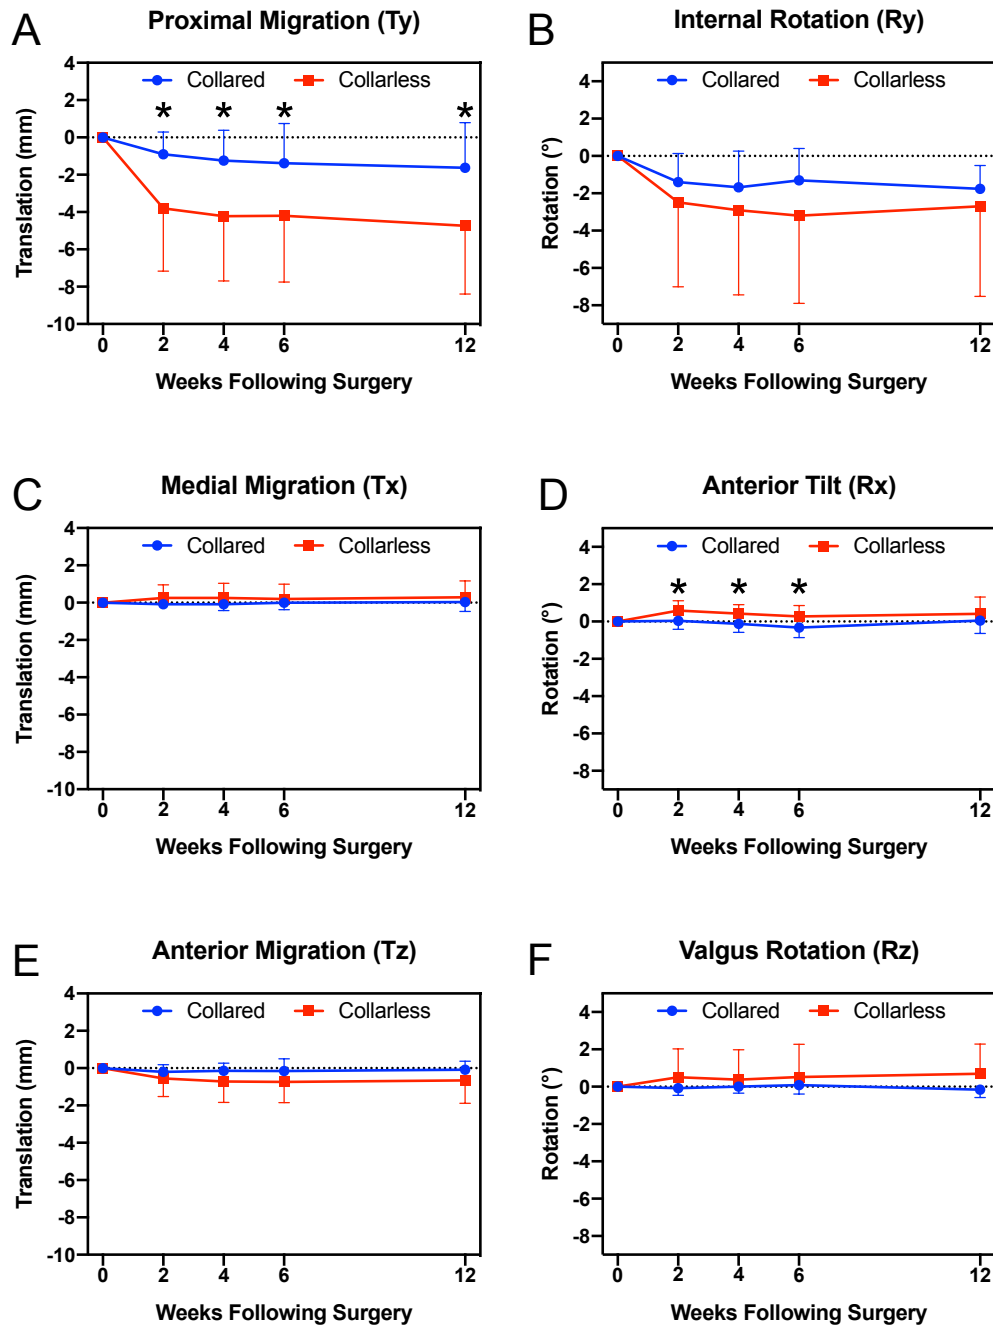 A
Proximal Migration (Ty)
Collared
Collarless
* * * *
4
2
0
-2
-4
-6
-8
-10
Translation (mm)
0 2 4 6 12
Weeks Following Surgery
B
Internal Rotation (Ry)
Collared
Collarless
4
2
0
-2
-4
-6
-8
Rotation (°)
0 2 4 6 12
Weeks Following Surgery
C
Medial Migration (Tx)
Collared
Collarless
4
2
0
-2
-4
-6
-8
-10
Translation (mm)
0 2 4 6 12
Weeks Following Surgery
D
Anterior Tilt (Rx)
Collared
Collarless
* * *
4
2
0
-2
-4
-6
-8
Rotation (°)
0 2 4 6 12
Weeks Following Surgery
E
Anterior Migration (Tz)
Collared
Collarless
4
2
0
-2
-4
-6
-8
-10
Translation (mm)
0 2 4 6 12
Weeks Following Surgery
F
Valgus Rotation (Rz)
Collared
Collarless
4
2
0
-2
-4
-6
-8
Rotation (°)
0 2 4 6 12
Weeks Following Surgery